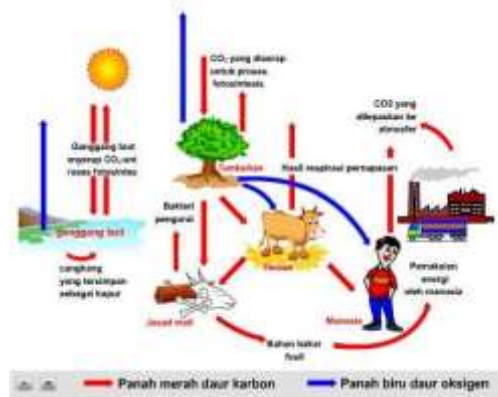 CO₂ yang diserap
untuk proses
fotosintesis
CO2 yang
dilepaskan ke
atmosfer
Ganggang laut
menyerap CO₂ unt
proses fotosintes
Tumbuhan
Hasil respirasi pernapasan
Bakteri
pengurai
ganggang laut
cangkang
yang tersimpan
sebagai kapur
Hewan
Jasad mati
Manusia
Pemakaian
energi
oleh manusia
Bahan bakar
fosil
Panah merah daur karbon
Panah biru daur oksigen